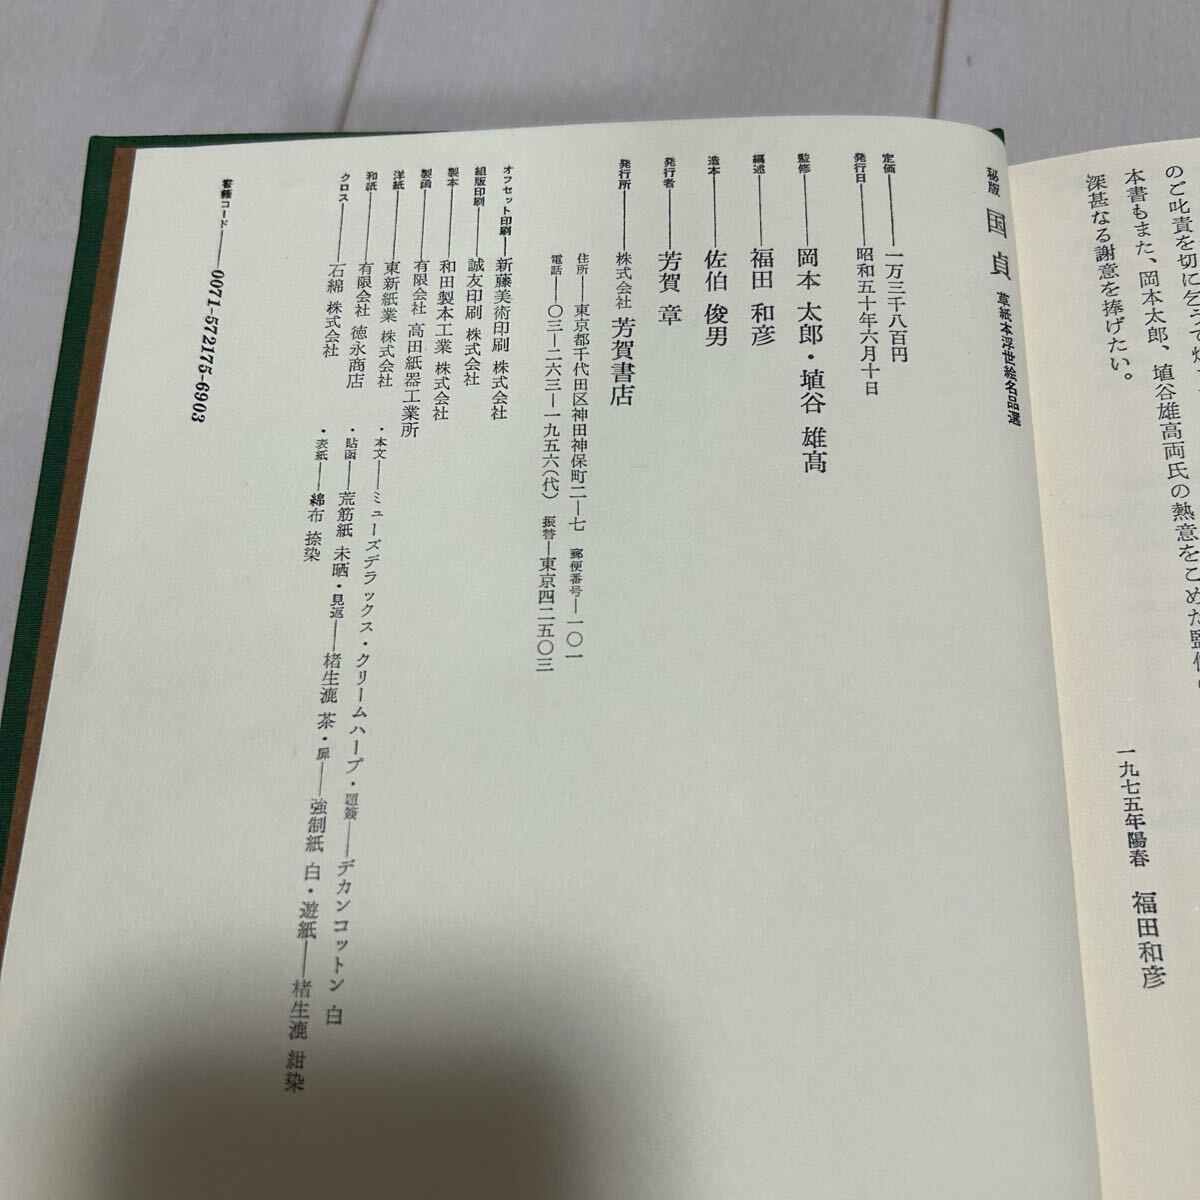 のご叱責を切に乞うて
本書もまた、岡本太郎、埴谷雄高両氏の熱意をこめた監修
深甚なる謝意を捧げたい。
一九七五年陽春 福田和彦
秘版 国貞 草紙本浮世絵名品選
定価――一万三千八百円
発行日――昭和五十年六月十日
監修――岡本 太郎・埴谷 雄高
編述――福田 和彦
造本――佐伯 俊男
発行者――芳賀 章
発行所――株式会社 芳賀書店
住所――東京都千代田区神田神保町二―七 郵便番号―一〇一
電話――〇三―二六三―一九五六(代) 振替―東京四二五〇三
オフセット印刷――新藤美術印刷 株式会社
組版印刷――誠友印刷 株式会社
製本――和田製本工業 株式会社
製函――有限会社 高田紙器工業所
洋紙――東新紙業 株式会社
和紙――有限会社 徳永商店
クロス――石綿 株式会社
・本文――ミューズデラックス・クリームハープ・題簽――デカンコットン 白
・貼函――荒筋紙 未晒・見返――楮生漉 茶・扉――強制紙 白・遊紙――楮生漉 紺染
・表紙――綿布 捺染
書籍コード――0071-572175-6903